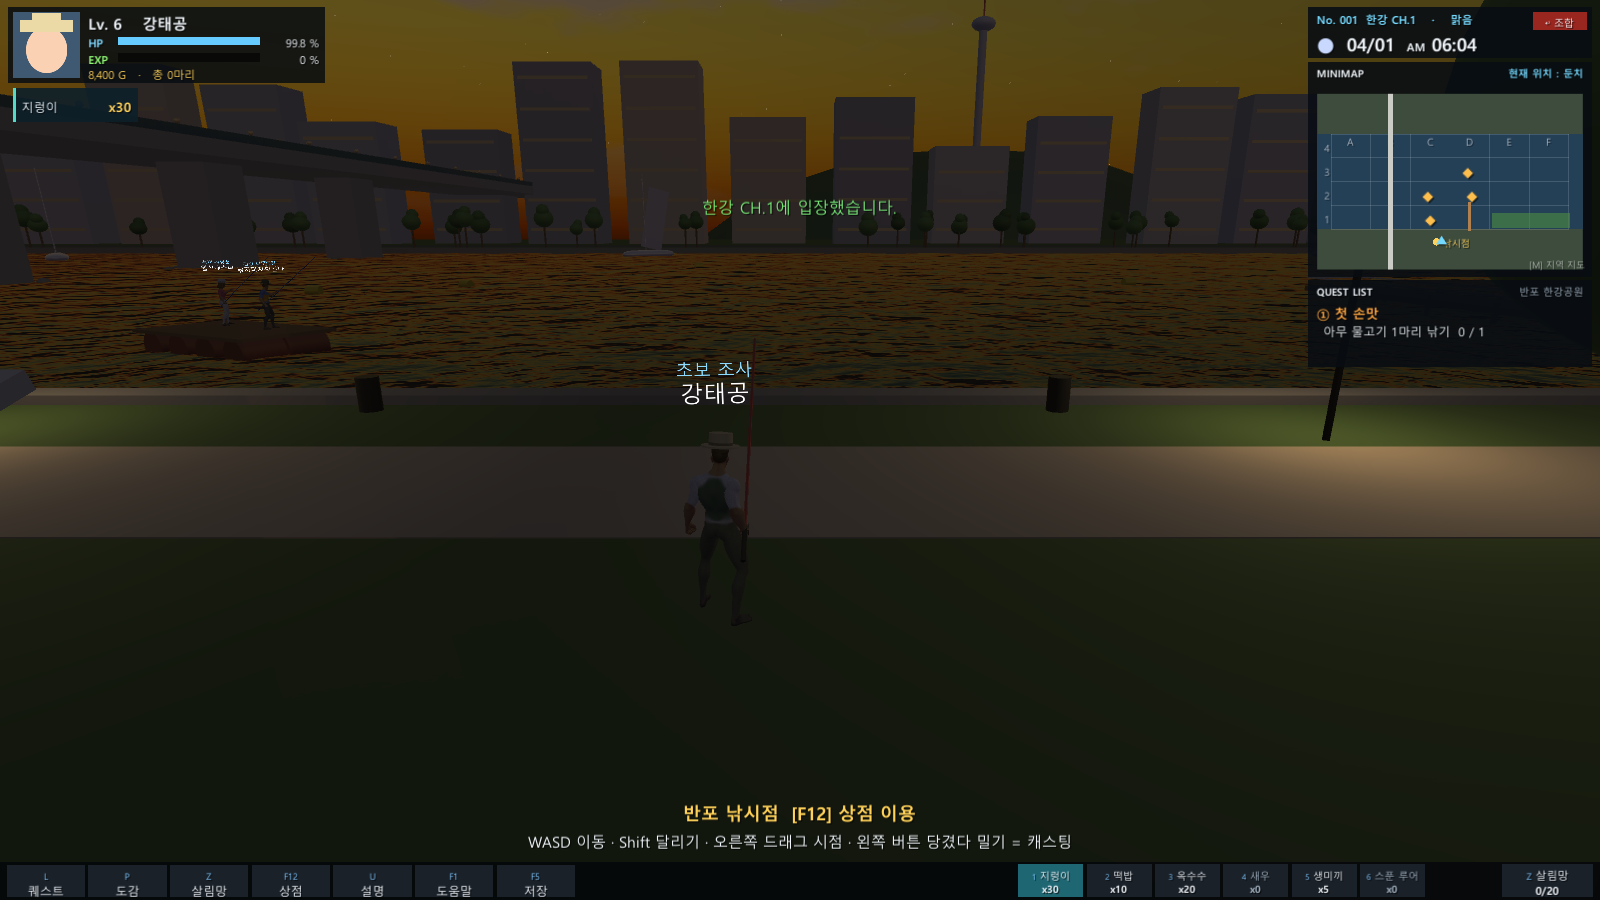 Lv. 6 강태공
HP 99.8 %
EXP 0 %
8,400 G · 총 0마리
지렁이 x30
No. 001 한강 CH.1 · 맑음
조합
04/01 AM 06:04
MINIMAP 현재 위치 : 둔치
A C D E F
4
3
2
1
낚시점
[M] 지역 지도
QUEST LIST 반포 한강공원
① 첫 손맛
아무 물고기 1마리 낚기 0 / 1
한강 CH.1에 입장했습니다.
초보 조사
강태공
반포 낚시점 [F12] 상점 이용
WASD 이동 · Shift 달리기 · 오른쪽 드래그 시점 · 왼쪽 버튼 당겼다 밀기 = 캐스팅
L P Z F12 U F1 F5
퀘스트 도감 살림망 상점 설명 도움말 저장
1 지렁이 2 떡밥 3 옥수수 4 새우 5 생미끼 6 스푼 루어 Z 살림망
x30 x10 x20 x0 x5 x0 0/20